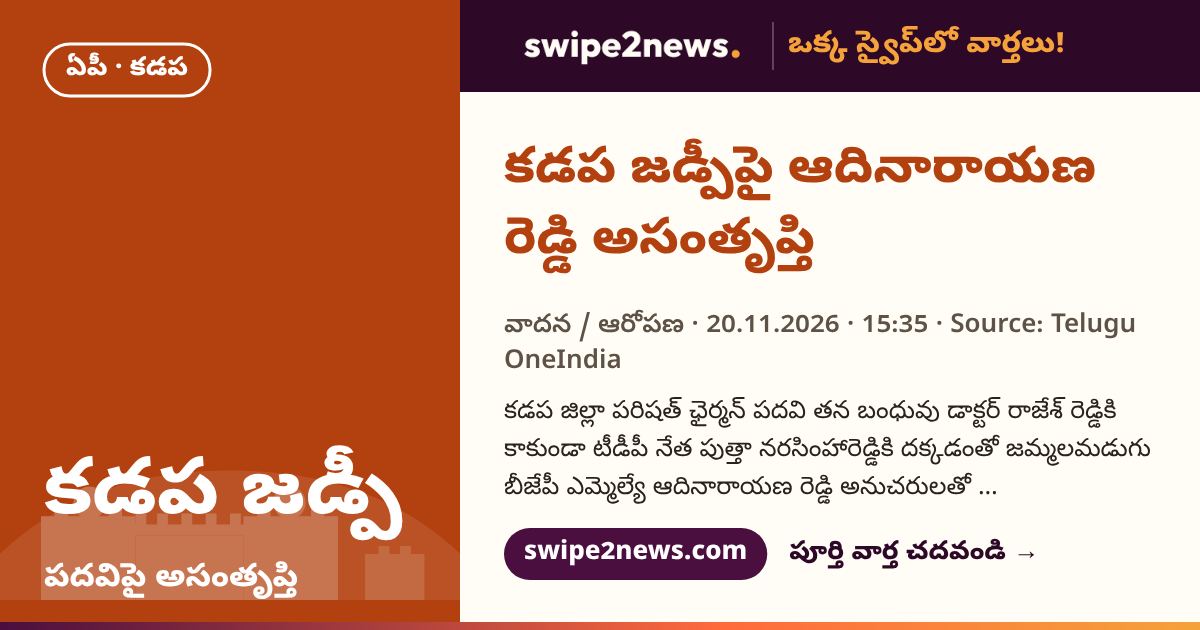 ఏపీ · కడప
కడప జడ్పీ
పదవిపై అసంతృప్తి
swipe2news.
ఒక్క స్వైప్‌లో వార్తలు!
కడప జడ్పీపై ఆదినారాయణ
రెడ్డి అసంతృప్తి
వాదన / ఆరోపణ · 20.11.2026 · 15:35 · Source: Telugu
OneIndia
కడప జిల్లా పరిషత్ ఛైర్మన్ పదవి తన బంధువు డాక్టర్ రాజేశ్ రెడ్డికి
కాకుండా టీడీపీ నేత పుత్తా నరసింహారెడ్డికి దక్కడంతో జమ్మలమడుగు
బీజేపీ ఎమ్మెల్యే ఆదినారాయణ రెడ్డి అనుచరులతో ...
swipe2news.com
పూర్తి వార్త చదవండి →